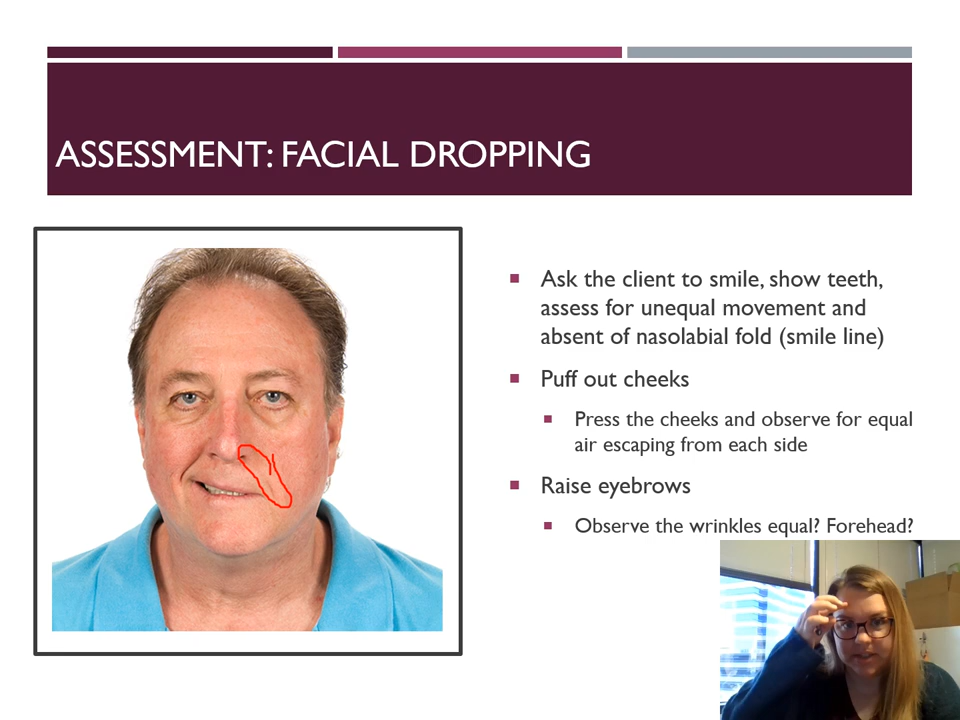 ASSESSMENT: FACIAL DROPPING
Ask the client to smile, show teeth,
assess for unequal movement and
absent of nasolabial fold (smile line)
Puff out cheeks
Press the cheeks and observe for equal
air escaping from each side
Raise eyebrows
Observe the wrinkles equal? Forehead?